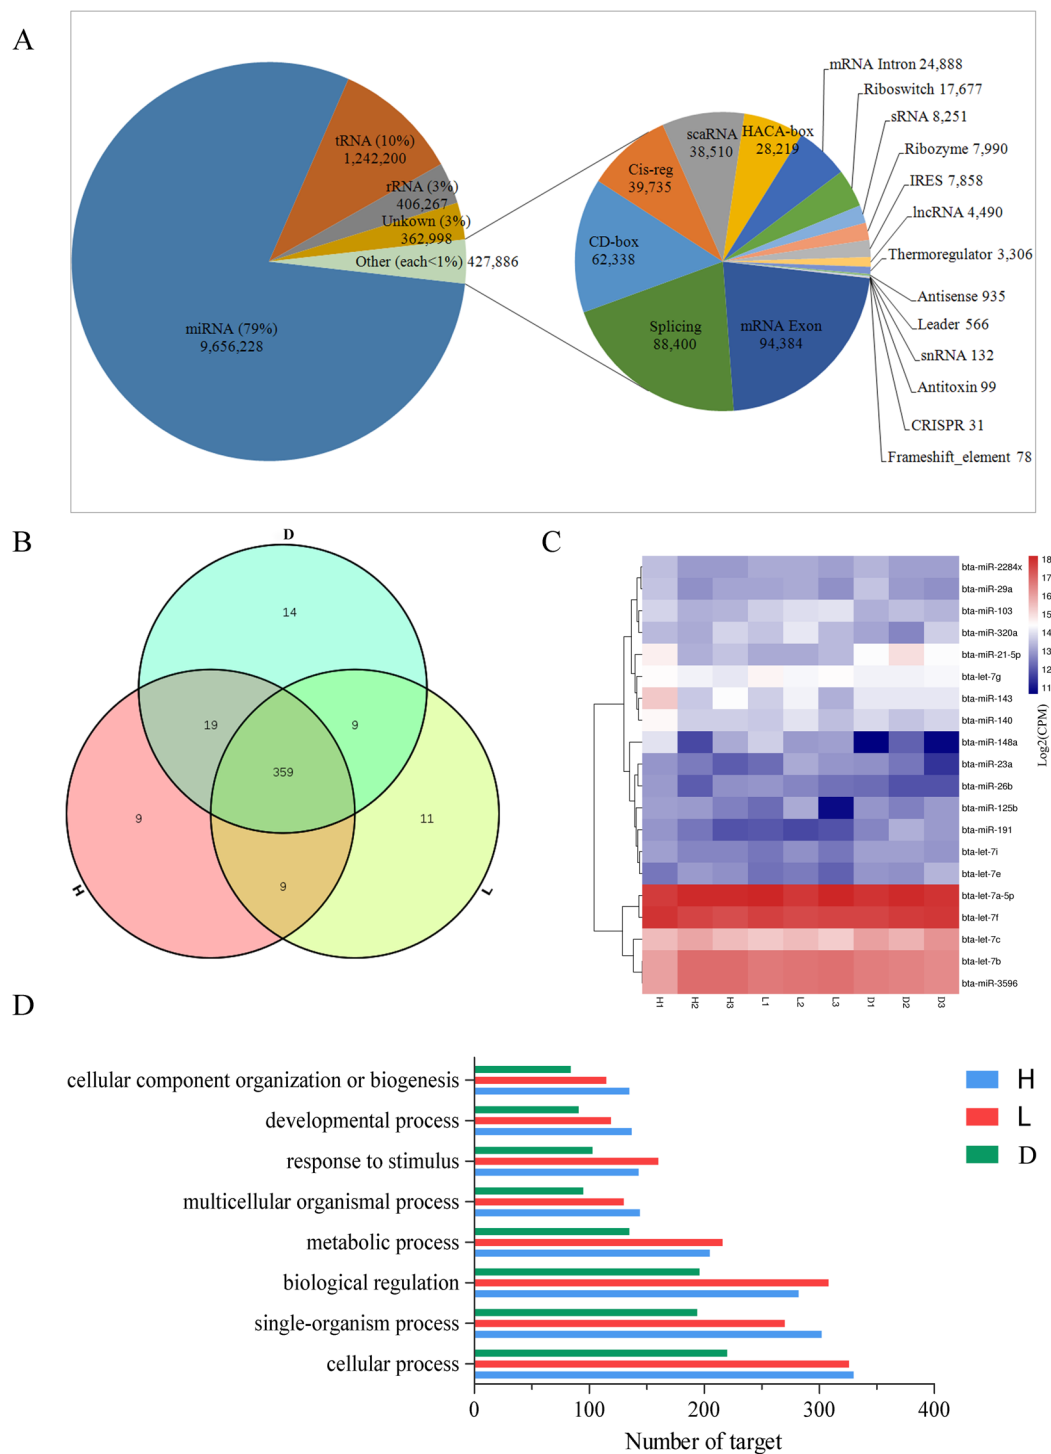 A
tRNA (10%)
1,242,200
rRNA (3%)
406,267
Unkown (3%)
362,998
Other (each<1%) 427,886
miRNA (79%)
9,656,228
scaRNA
38,510
HACA-box
28,219
Cis-reg
39,735
CD-box
62,338
Splicing
88,400
mRNA Exon
94,384
mRNA Intron 24,888
Riboswitch 17,677
sRNA 8,251
Ribozyme 7,990
IRES 7,858
lncRNA 4,490
Thermoregulator 3,306
Antisense 935
Leader 566
snRNA 132
Antitoxin 99
CRISPR 31
Frameshift_element 78
B
D
14
19
9
359
9
11
9
H
L
C
bta-miR-2284x
bta-miR-29a
bta-miR-103
bta-miR-320a
bta-miR-21-5p
bta-let-7g
bta-miR-143
bta-miR-140
bta-miR-148a
bta-miR-23a
bta-miR-26b
bta-miR-125b
bta-miR-191
bta-let-7i
bta-let-7e
bta-let-7a-5p
bta-let-7f
bta-let-7c
bta-let-7b
bta-miR-3596
H1
H2
H3
L1
L2
L3
D1
D2
D3
18
17
16
15
14
13
12
11
Log2(CPM)
D
cellular component organization or biogenesis
developmental process
response to stimulus
multicellular organismal process
metabolic process
biological regulation
single-organism process
cellular process
0
100
200
300
400
Number of target
H
L
D